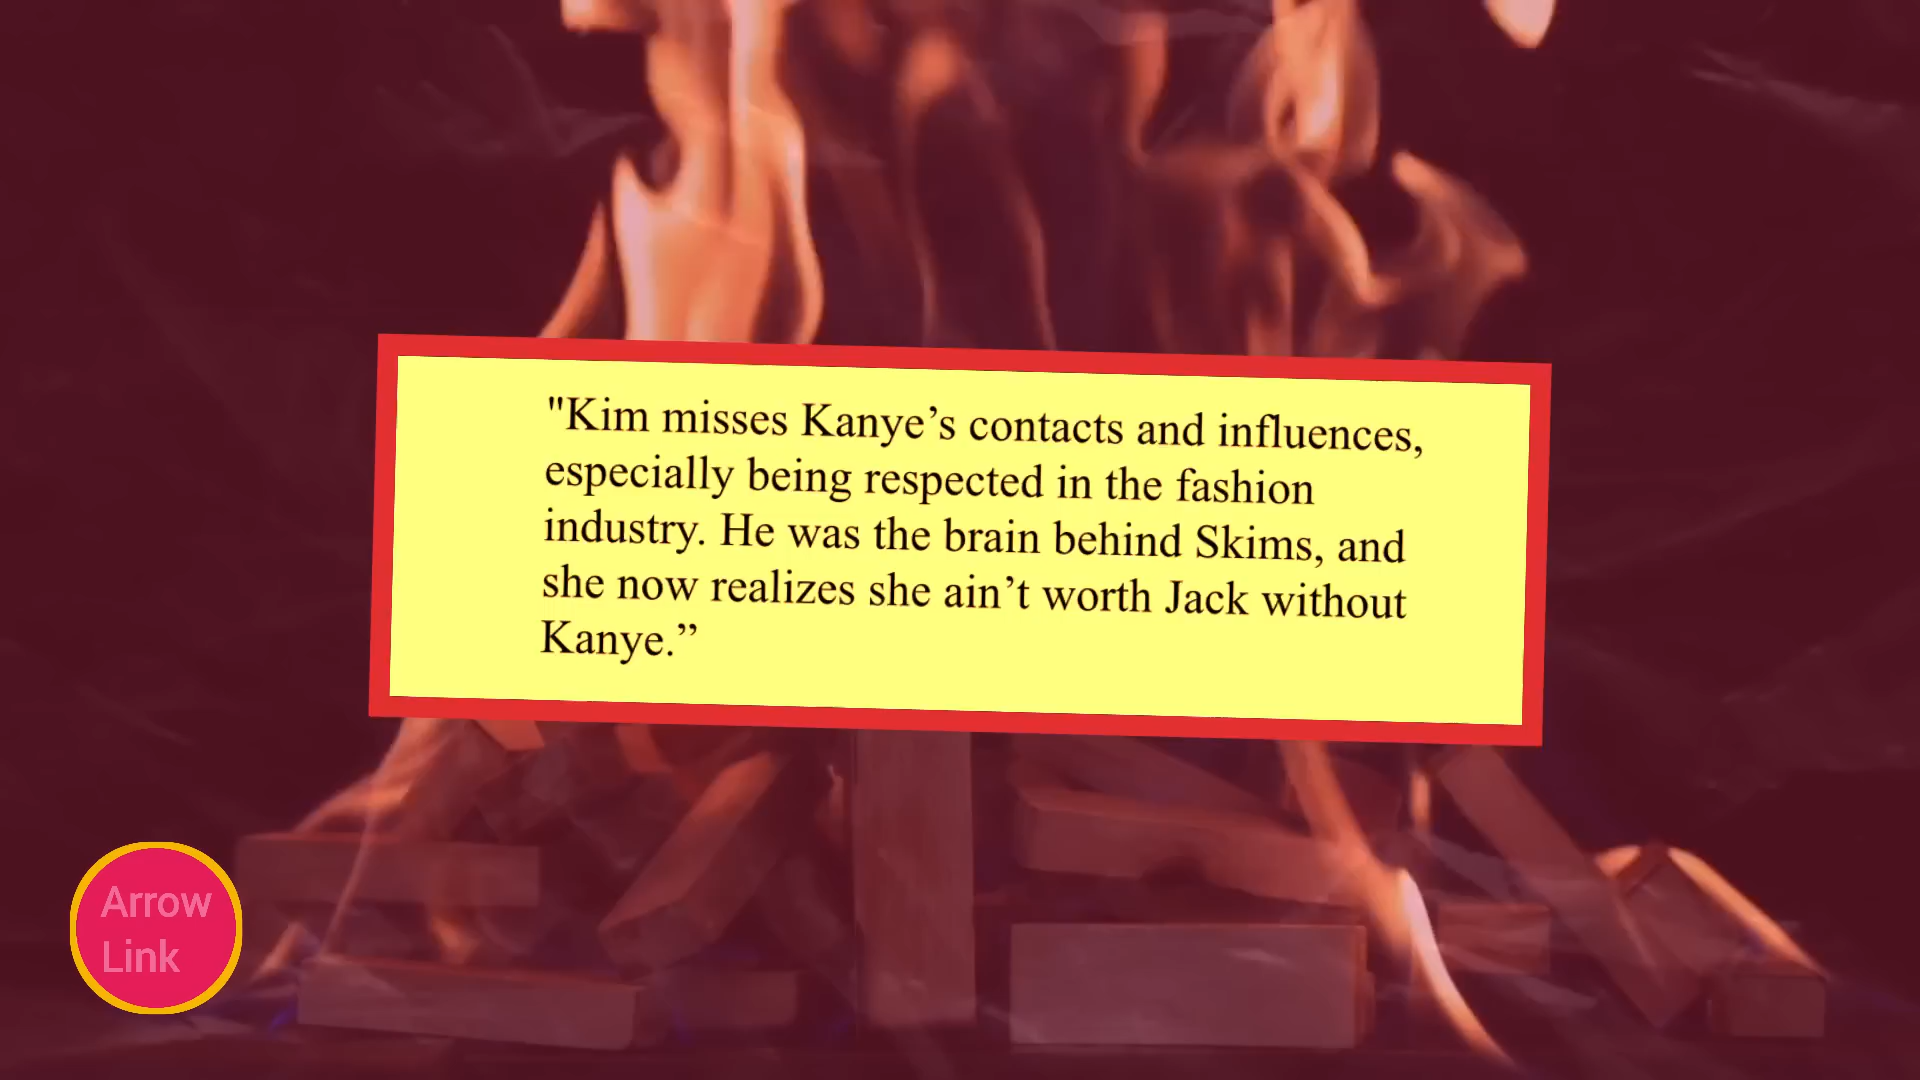 "Kim misses Kanye’s contacts and influences,
especially being respected in the fashion
industry. He was the brain behind Skims, and
she now realizes she ain’t worth Jack without
Kanye.”
Arrow
Link